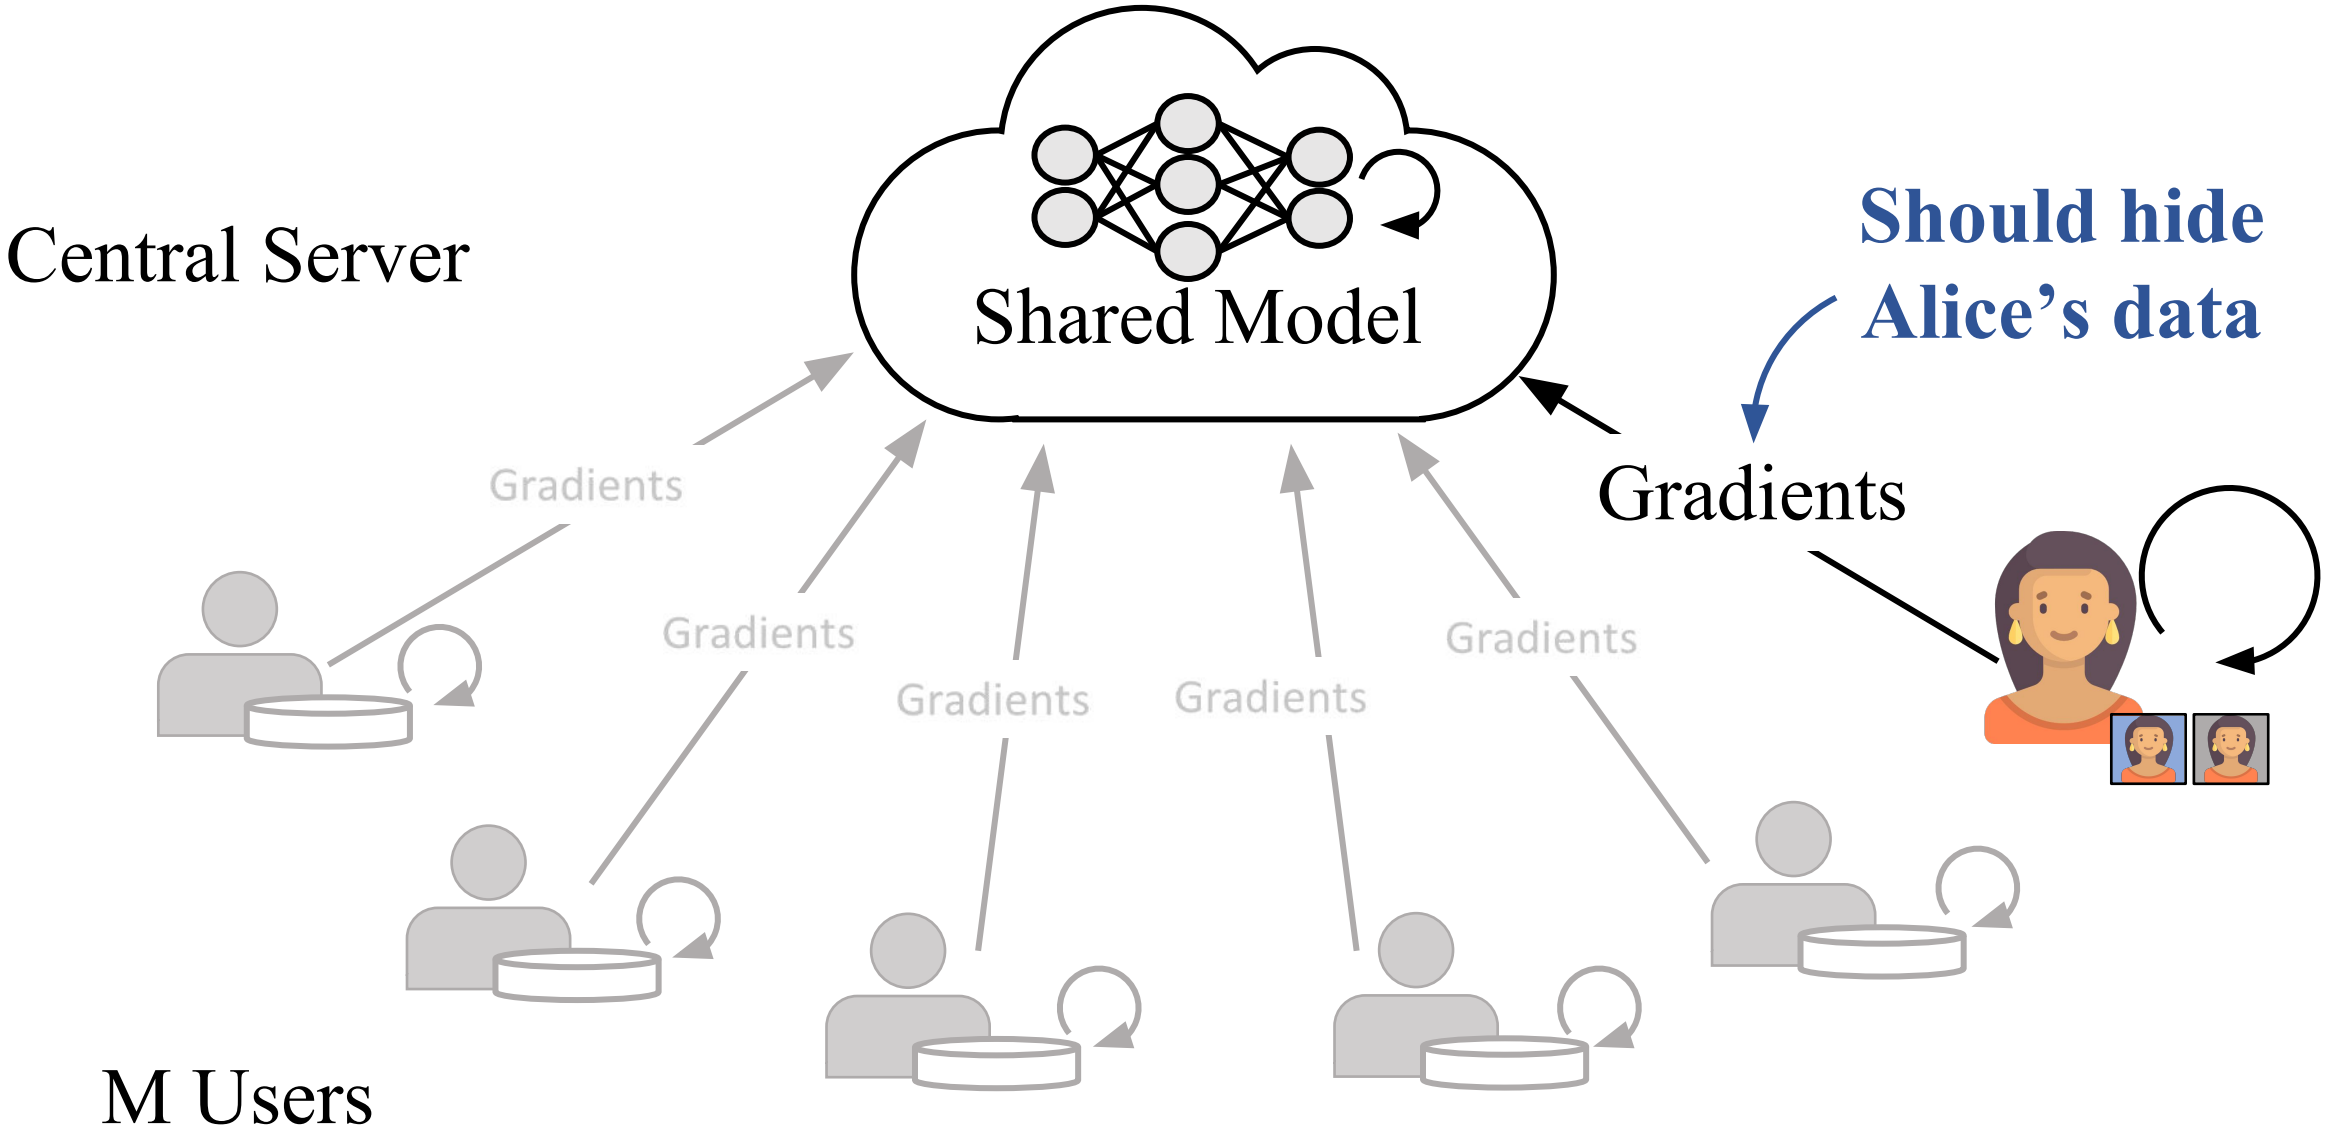 Central Server
Shared Model
Should hide
Alice's data
Gradients
Gradients
Gradients
Gradients
Gradients
Gradients
M Users